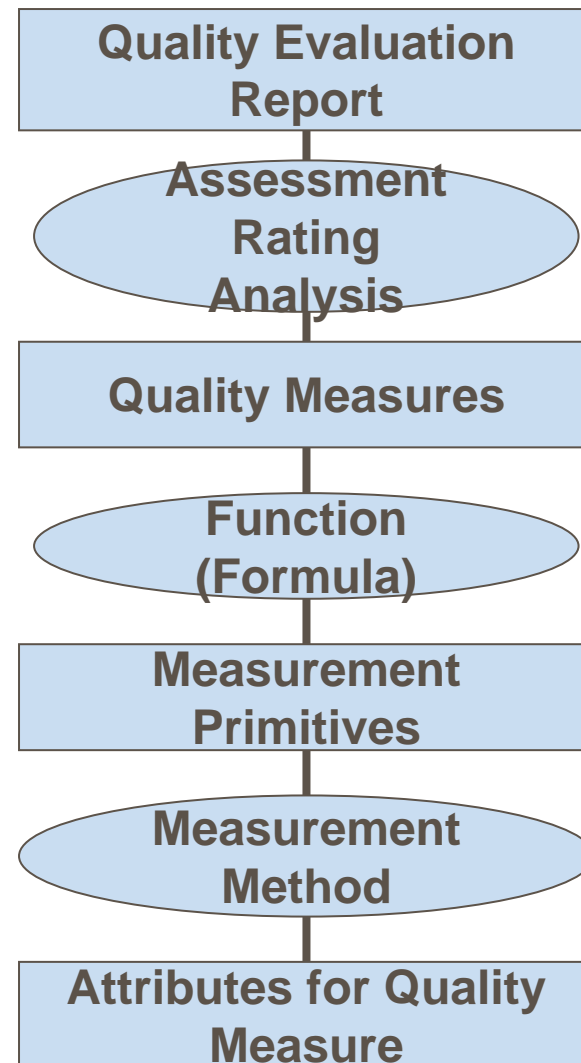 Quality Evaluation
Report
Assessment
Rating
Analysis
Quality Measures
Function
(Formula)
Measurement
Primitives
Measurement
Method
Attributes for Quality
Measure